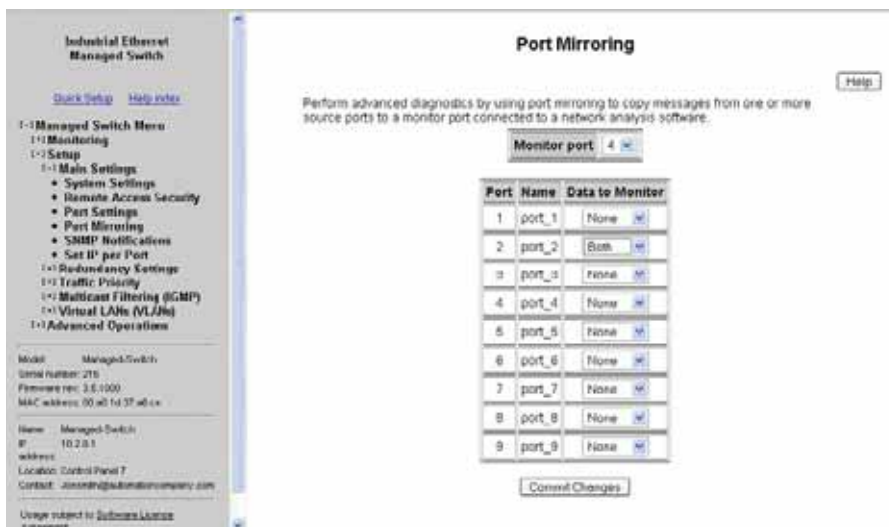 Industrial Ethernet
Managed Switch
Quick Setup Help Index
[-] Managed Switch Menu
[+] Monitoring
[-] Setup
[-] Main Settings
• System Settings
• Remote Access Security
• Port Settings
• Port Mirroring
• SNMP Notifications
• Set IP per Port
[+] Redundancy Settings
[+] Traffic Priority
[+] Multicast Filtering (IGMP)
[+] Virtual LANs (VLANs)
[+] Advanced Operations
Model: Managed-Switch
Serial number: 216
Firmware rev:
MAC address:
Name: Managed-Switch
IP 10.2.0.1
address:
Location: Control Panel 7
Contact:
Usage subject to Software License
Port Mirroring
Help
Perform advanced diagnostics by using port mirroring to copy messages from one or more
source ports to a monitor port connected to a network analysis software.
Monitor port 4
Port Name Data to Monitor
1 port_1 None
2 port_2 Both
3 port_3 None
4 port_4 None
5 port_5 None
6 port_6 None
7 port_7 None
8 port_8 None
9 port_9 None
Commit Changes